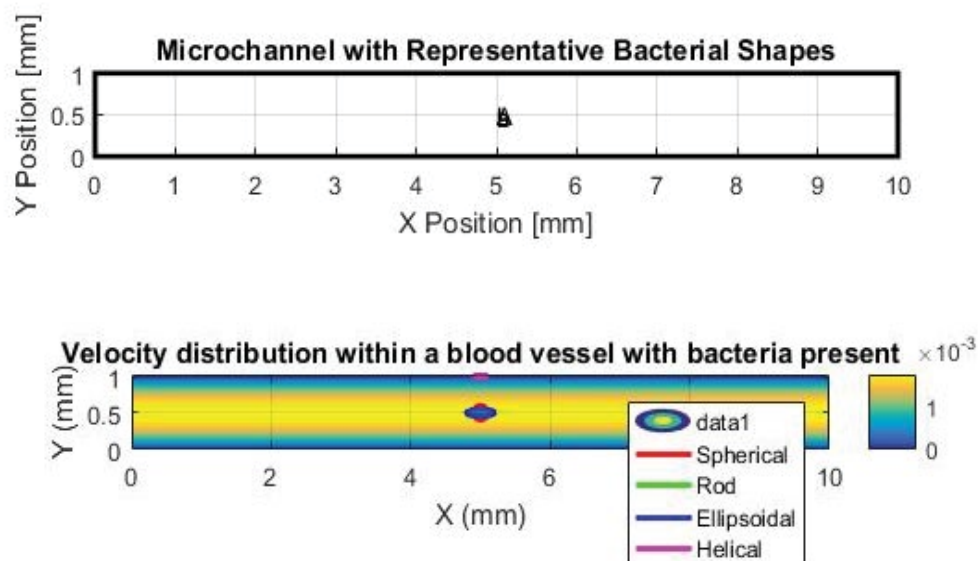 Microchannel with Representative Bacterial Shapes
Y Position [mm]
1
0.5
0
0 1 2 3 4 5 6 7 8 9 10
X Position [mm]
Velocity distribution within a blood vessel with bacteria present
×10⁻³
Y (mm)
1
0.5
0
0 2 4 6 10
X (mm)
1
0
data1
Spherical
Rod
Ellipsoidal
Helical